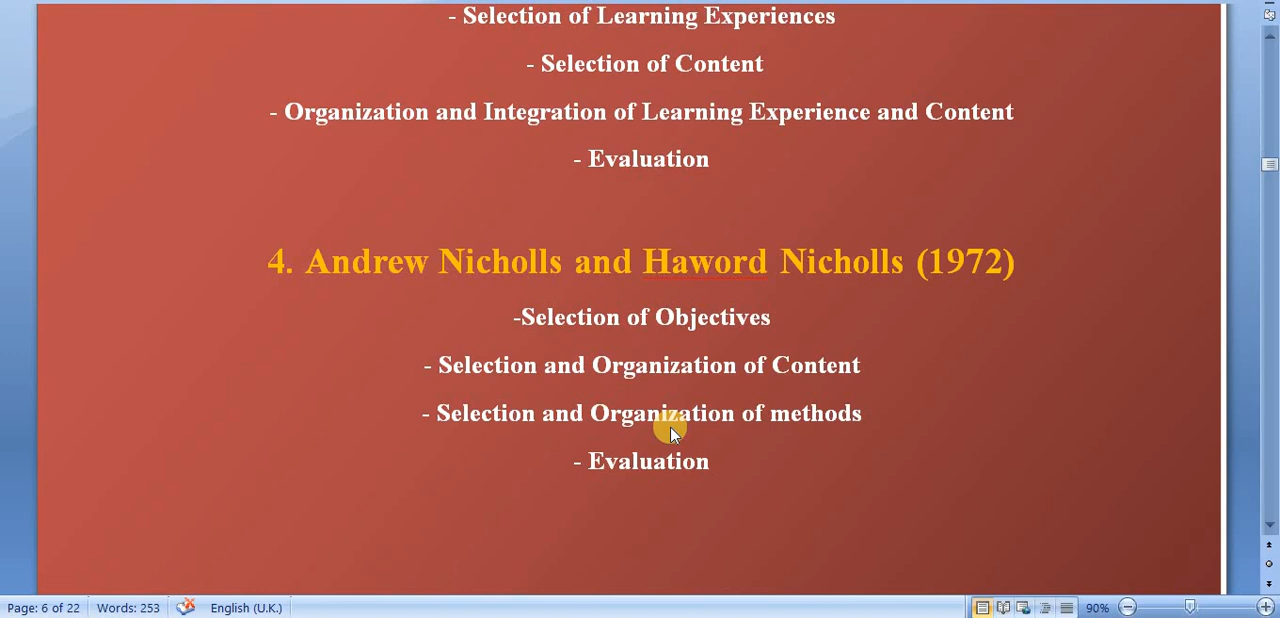 - Selection of Learning Experiences
- Selection of Content
- Organization and Integration of Learning Experience and Content
- Evaluation
4. Andrew Nicholls and Haword Nicholls (1972)
-Selection of Objectives
- Selection and Organization of Content
- Selection and Organization of methods
- Evaluation
Page: 6 of 22 Words: 253 English (U.K.) 90%